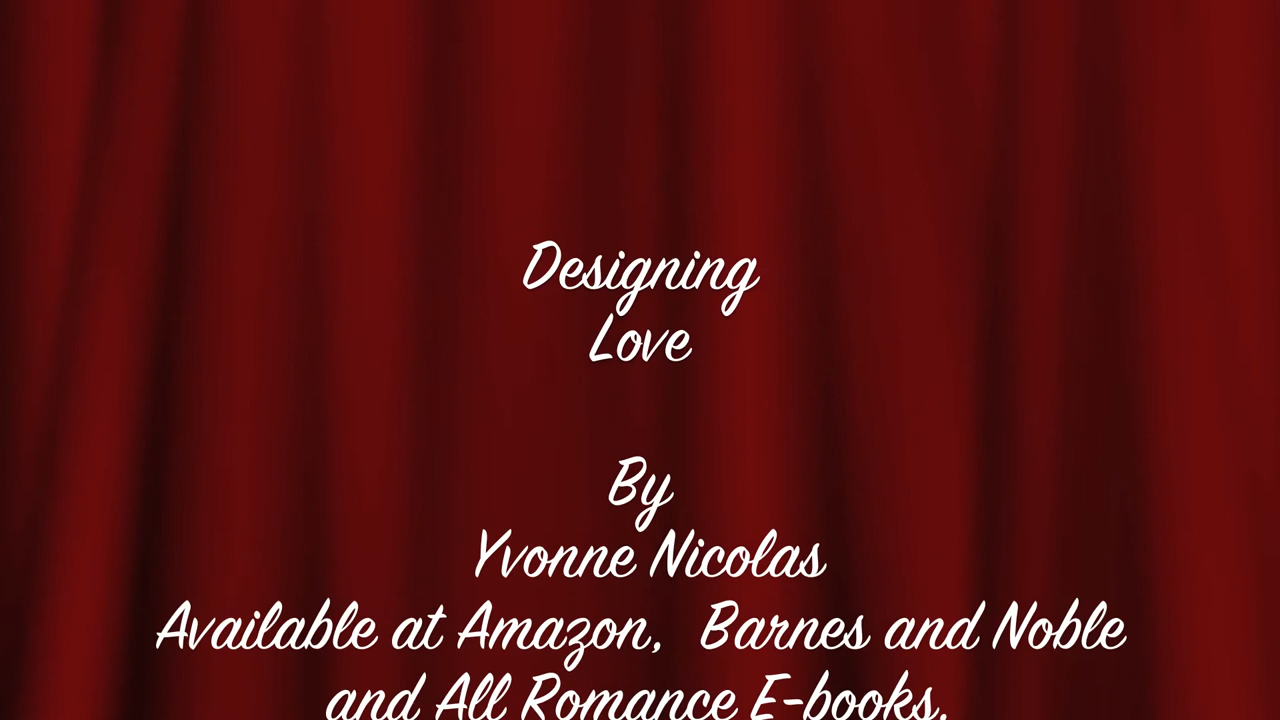 Designing
Love
By
Yvonne Nicolas
Available at Amazon,  Barnes and Noble
and All Romance E-books.